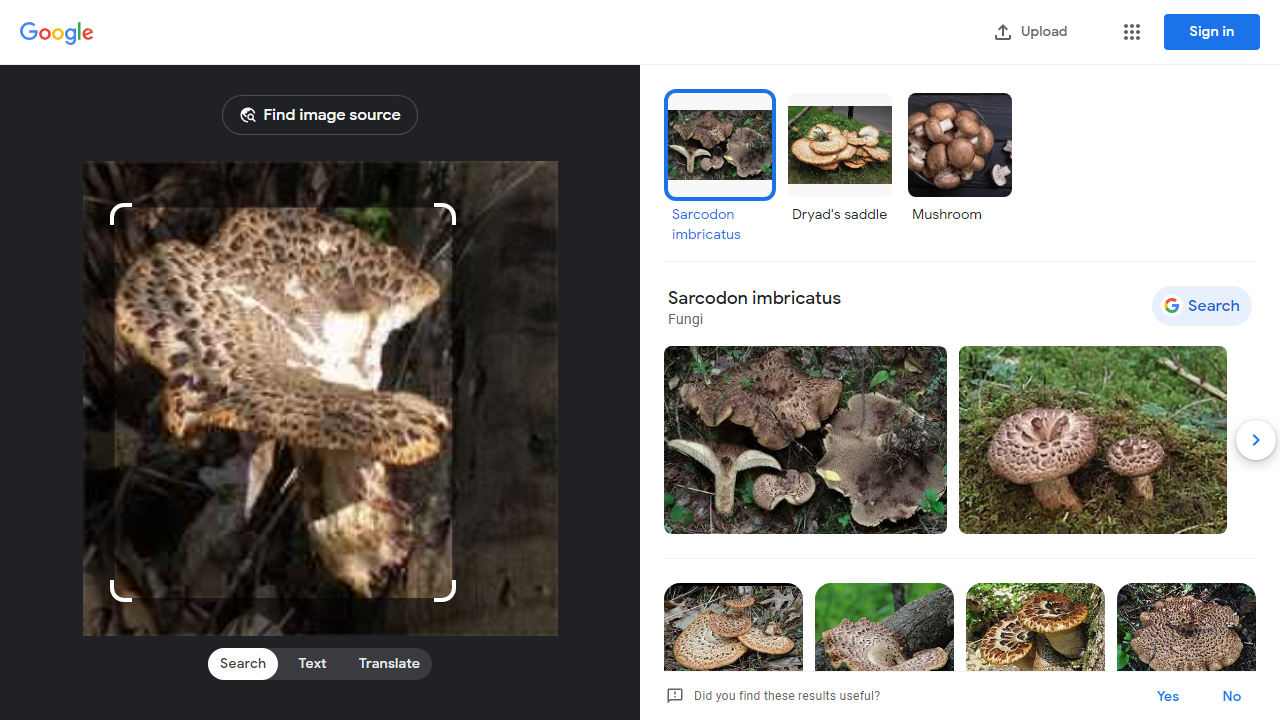 Google
Upload
Sign in
Find image source
Search
Text
Translate
Sarcodon
imbricatus
Dryad's saddle
Mushroom
Sarcodon imbricatus
Fungi
Search
Did you find these results useful?
Yes
No